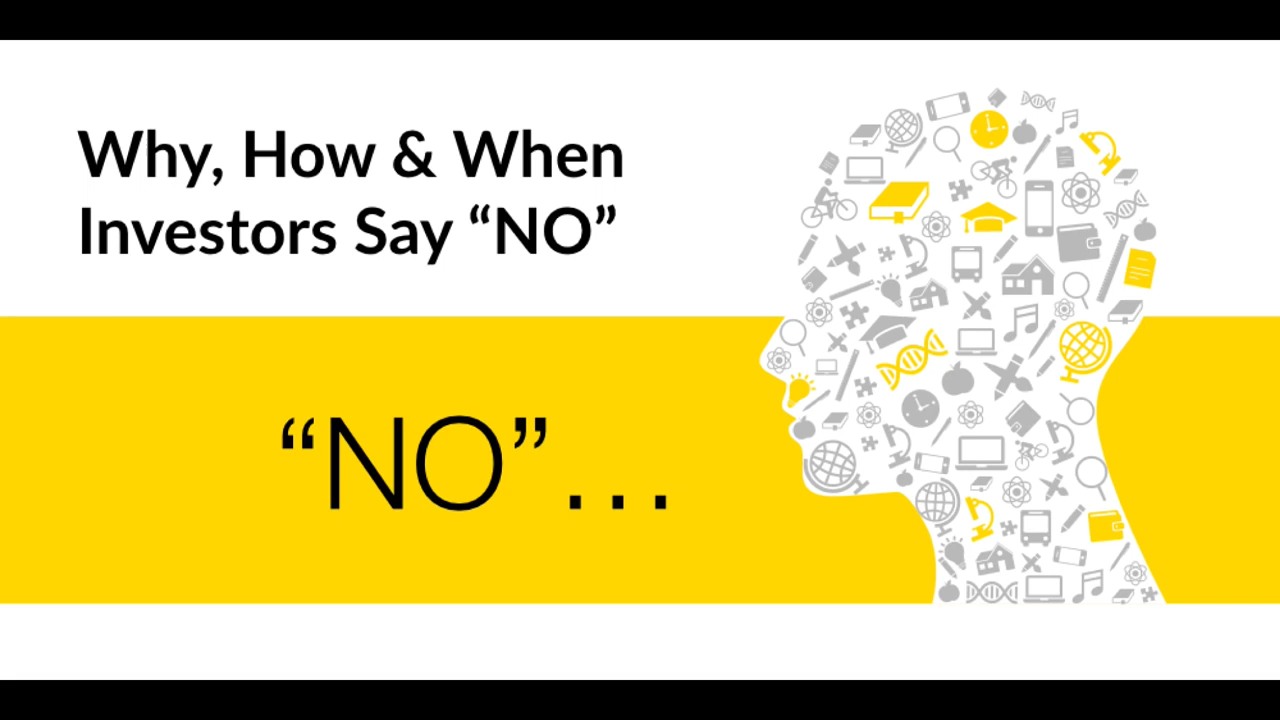 Why, How & When
Investors Say “NO”
“NO”...